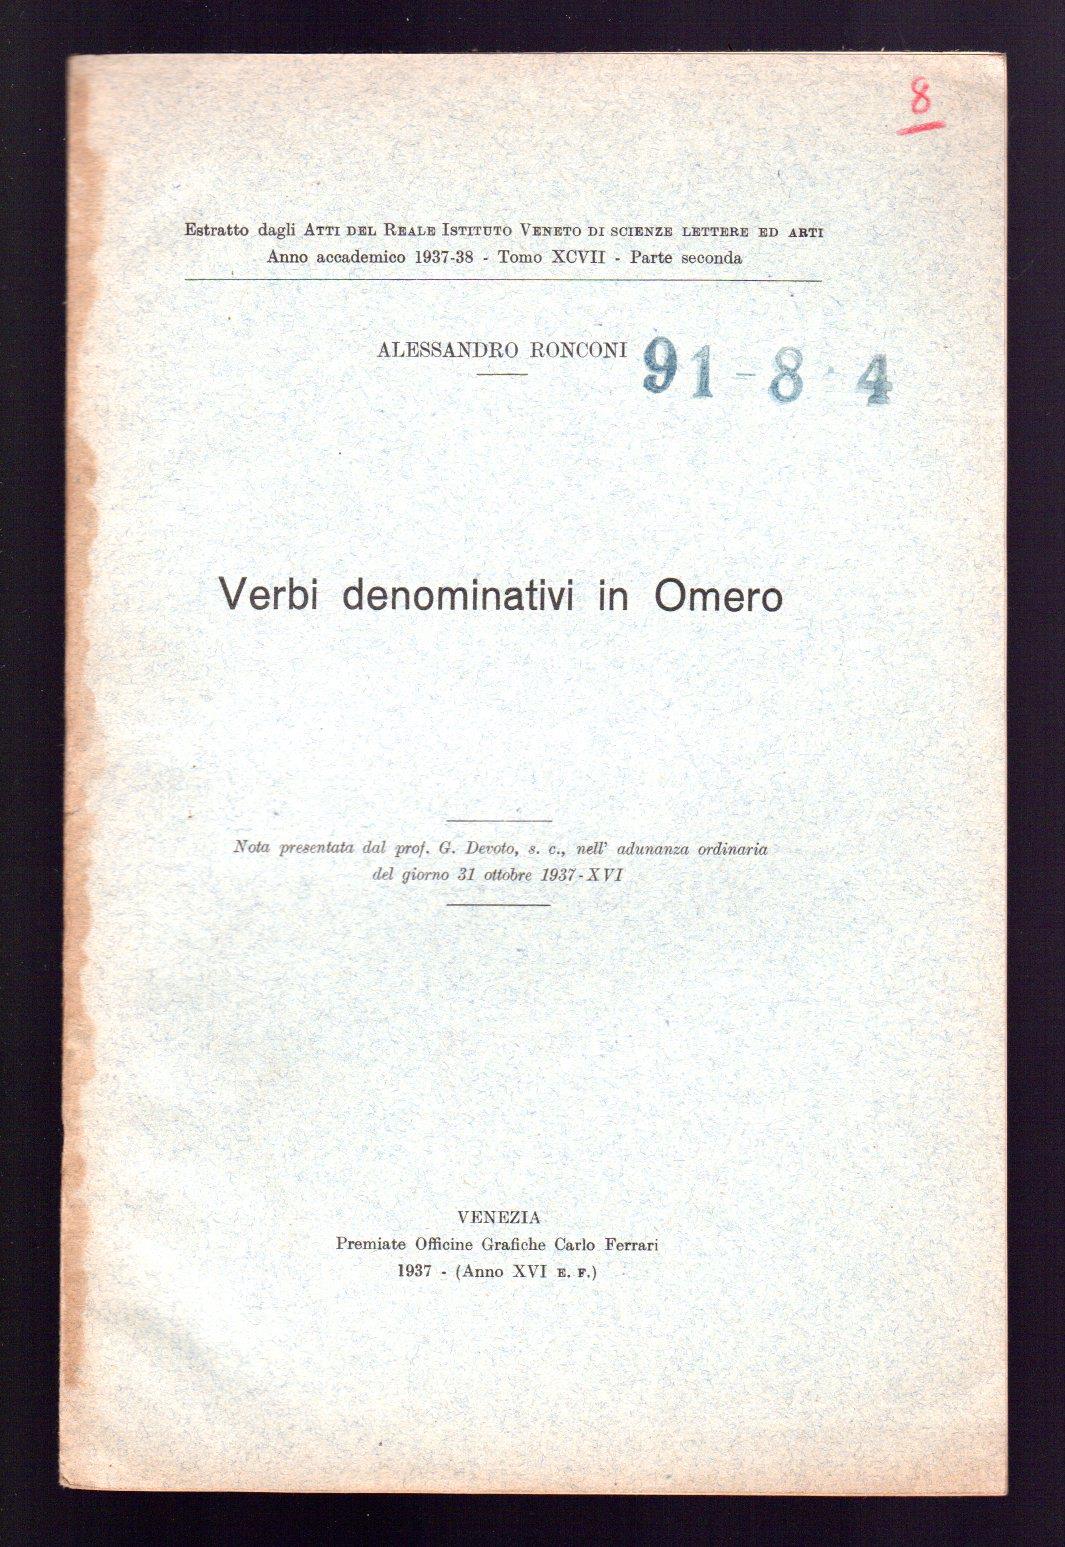 8
Estratto dagli ATTI DEL REALE ISTITUTO VENETO DI SCIENZE LETTERE ED ARTI
Anno accademico 1937-38 - Tomo XCVII - Parte seconda
ALESSANDRO RONCONI
91-8-4
Verbi denominativi in Omero
Nota presentata dal prof. G. Devoto, s. c., nell' adunanza ordinaria
del giorno 31 ottobre 1937-XVI
VENEZIA
Premiate Officine Grafiche Carlo Ferrari
1937 - (Anno XVI E. F.)